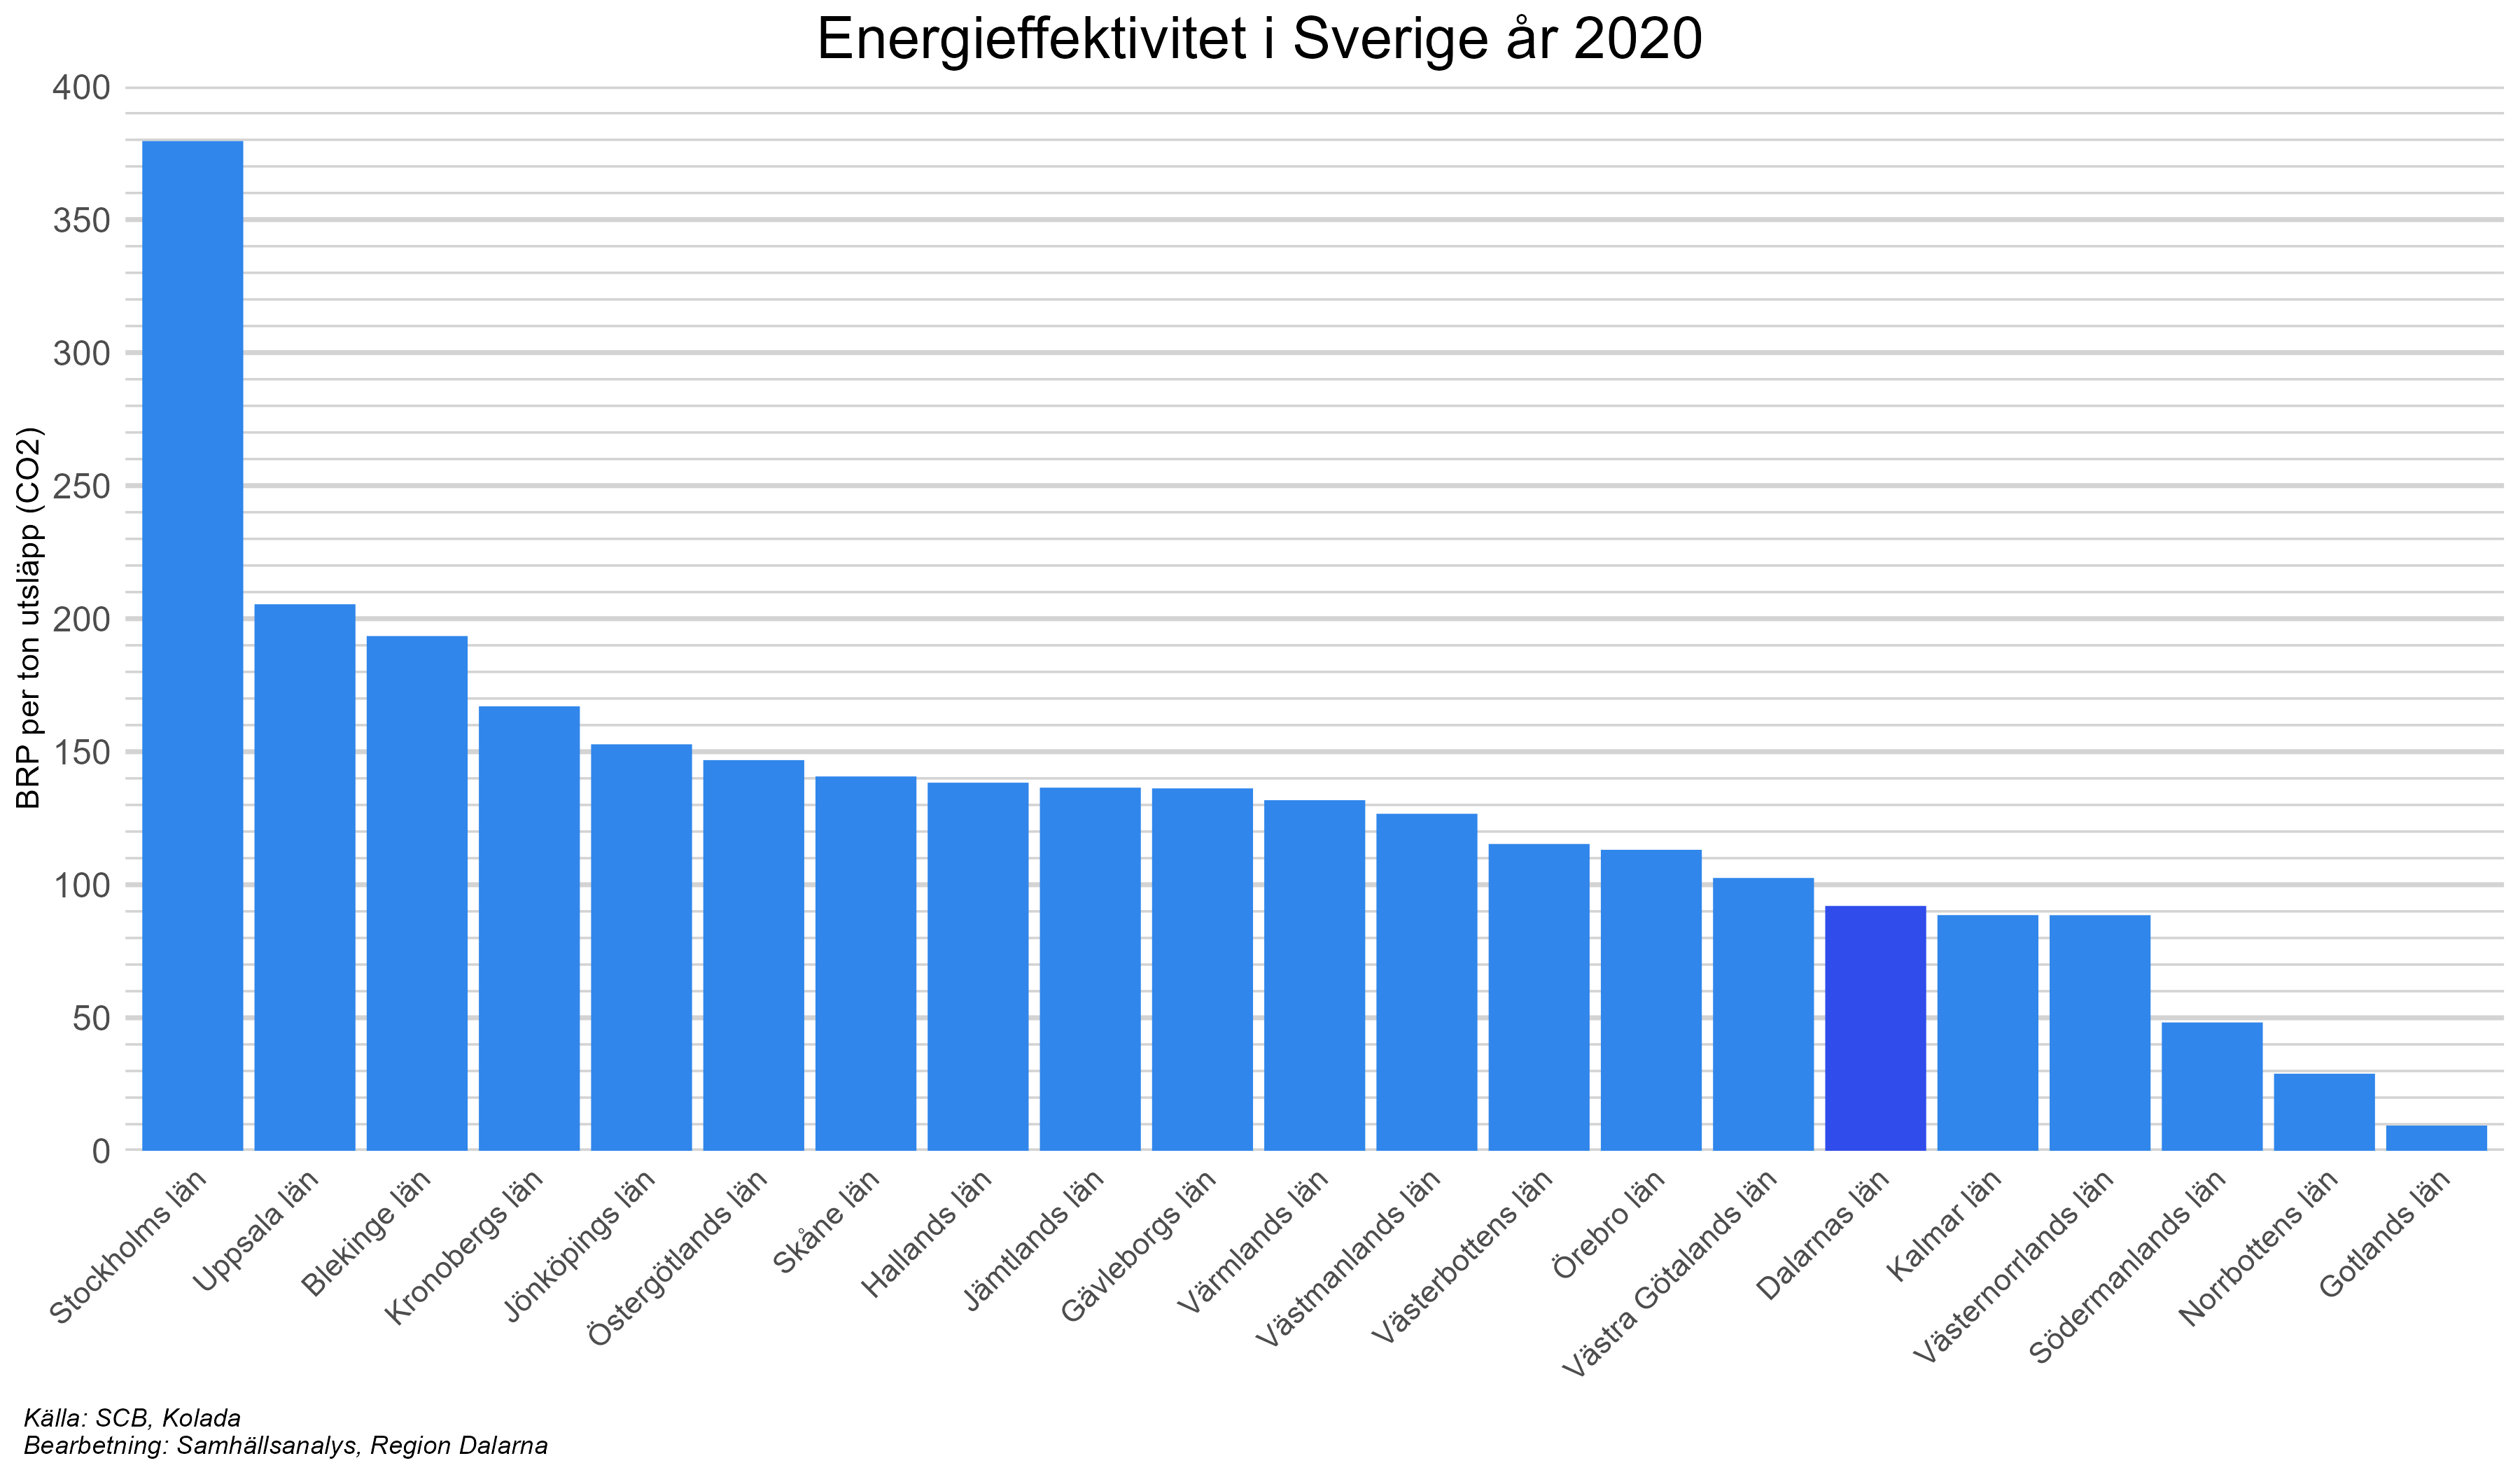 Energieffektivitet i Sverige år 2020
BRP per ton utsläpp (CO2)
400
350
300
250
200
150
100
50
0
Stockholms län
Uppsala län
Blekinge län
Kronobergs län
Jönköpings län
Östergötlands län
Skåne län
Hallands län
Jämtlands län
Gävleborgs län
Värmlands län
Västmanlands län
Västerbottens län
Örebro län
Västra Götalands län
Dalarnas län
Kalmar län
Västernorrlands län
Södermanlands län
Norrbottens län
Gotlands län
Källa: SCB, Kolada
Bearbetning: Samhällsanalys, Region Dalarna